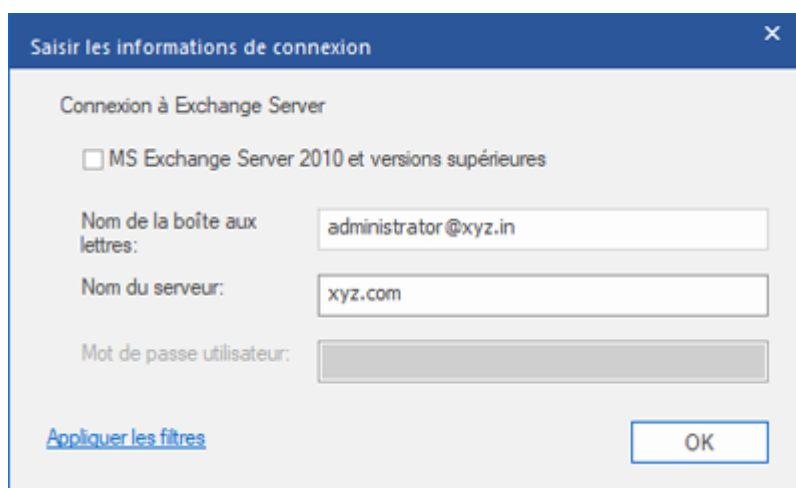 Saisir les informations de connexion
Connexion à Exchange Server
MS Exchange Server 2010 et versions supérieures
Nom de la boîte aux
lettres:
administrator@xyz.in
Nom du serveur:
xyz.com
Mot de passe utilisateur:
Appliquer les filtres
OK